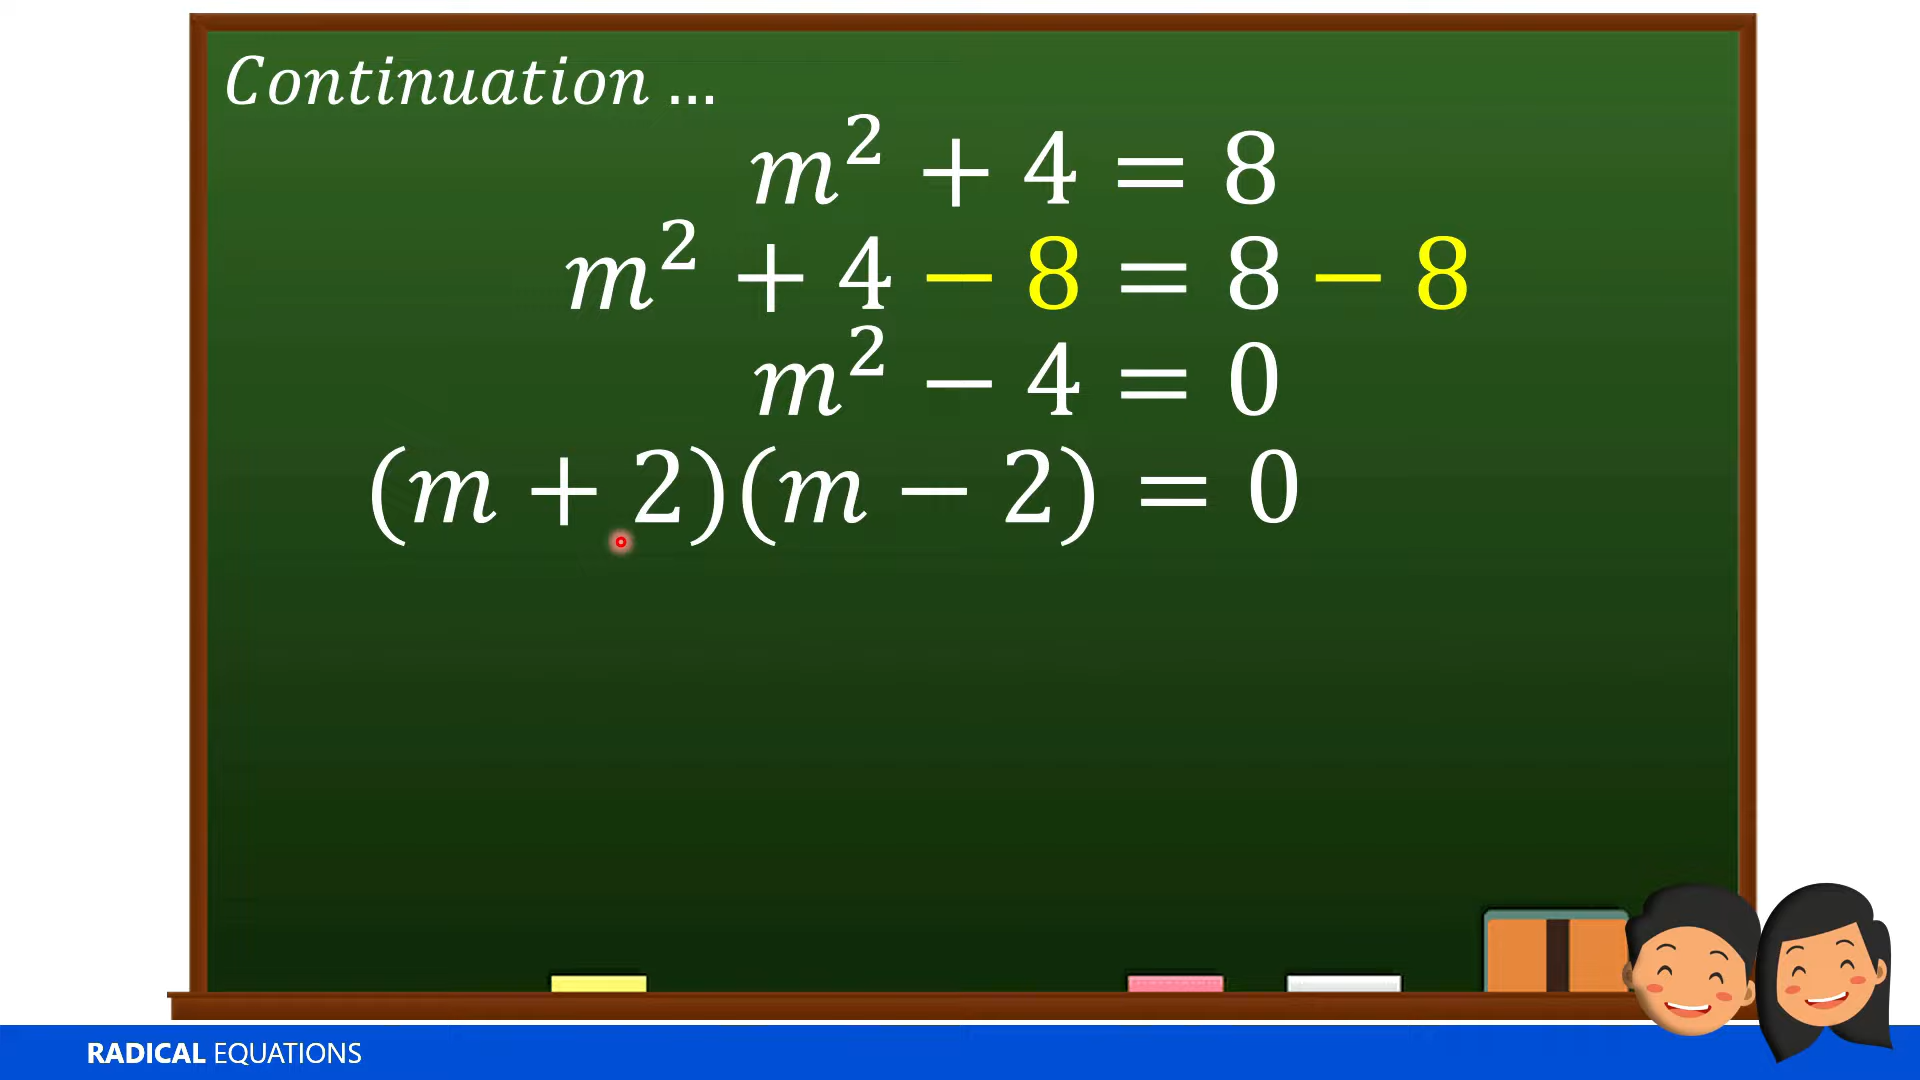 Continuation ...
m² + 4 = 8
m² + 4 − 8 = 8 − 8
m² − 4 = 0
(m + 2)(m − 2) = 0
RADICAL EQUATIONS